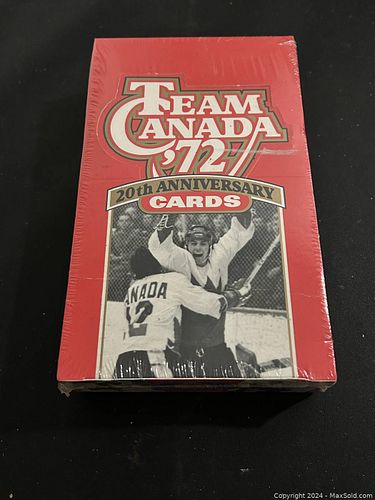 TEAM
CANADA
'72
20th ANNIVERSARY
CARDS
ANADA
12
Copyright 2024 - MaxSold.com